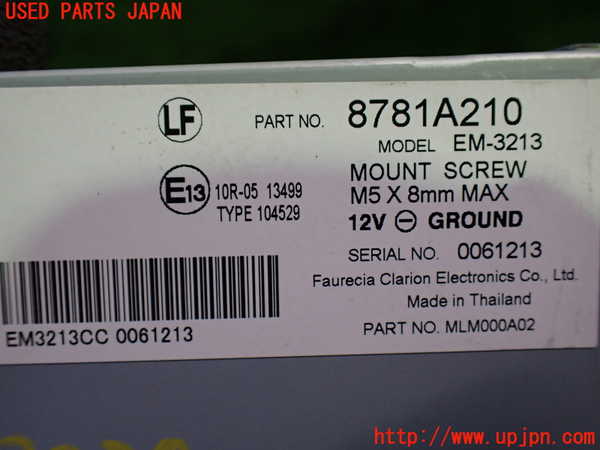 USED PARTS JAPAN
LF
PART NO. 8781A210
MODEL EM-3213
MOUNT SCREW
M5 X 8mm MAX
12V ⊖ GROUND
E13 10R-05 13499
TYPE 104529
SERIAL NO. 0061213
Faurecia Clarion Electronics Co., Ltd.
Made in Thailand
EM3213CC 0061213
PART NO. MLM000A02
http://www.upjpn.com/